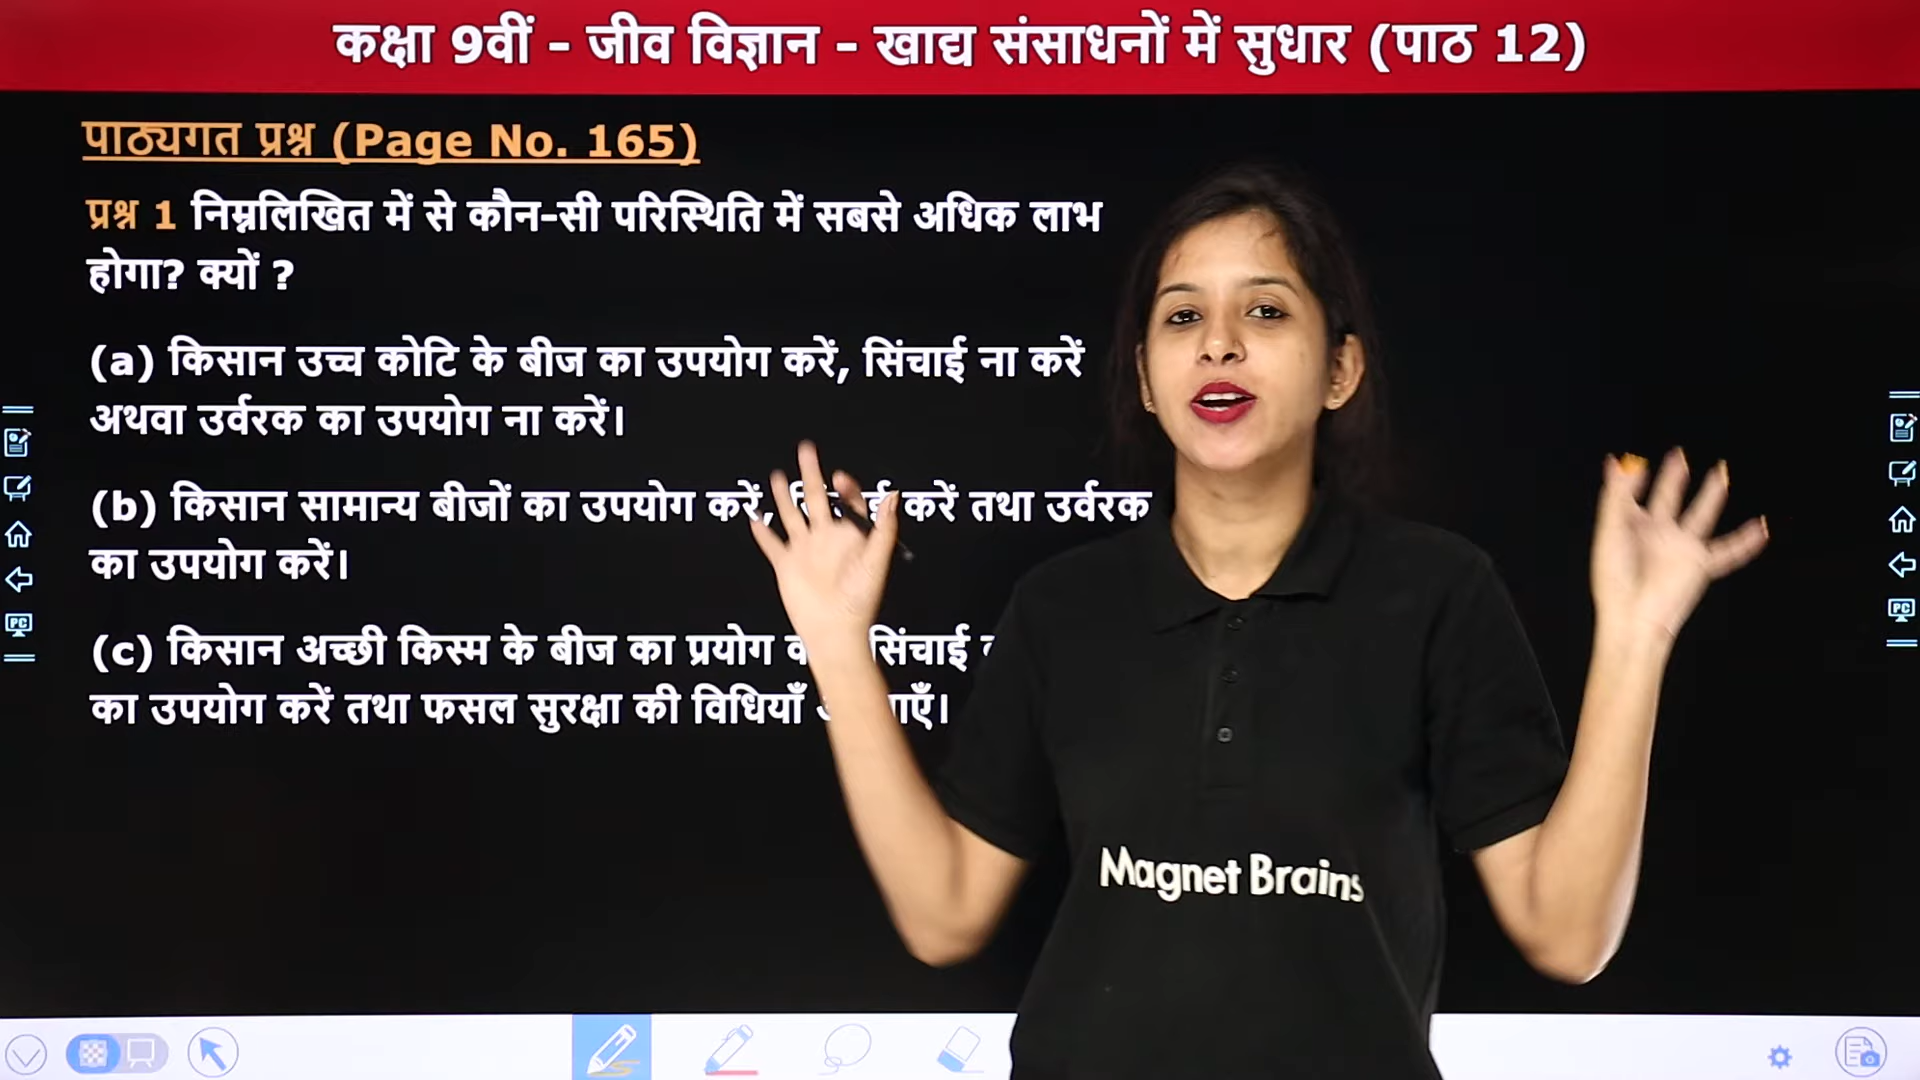 कक्षा 9वीं - जीव विज्ञान - खाद्य संसाधनों में सुधार (पाठ 12)
पाठ्यगत प्रश्न (Page No. 165)
प्रश्न 1 निम्नलिखित में से कौन-सी परिस्थिति में सबसे अधिक लाभ
होगा? क्यों ?
(a) किसान उच्च कोटि के बीज का उपयोग करें, सिंचाई ना करें
अथवा उर्वरक का उपयोग ना करें।
(b) किसान सामान्य बीजों का उपयोग करें, करें तथा उर्वरक
का उपयोग करें।
(c) किसान अच्छी किस्म के बीज का प्रयोग सिंचाई
का उपयोग करें तथा फसल सुरक्षा की विधियाँ
Magnet Brains
PC
PC